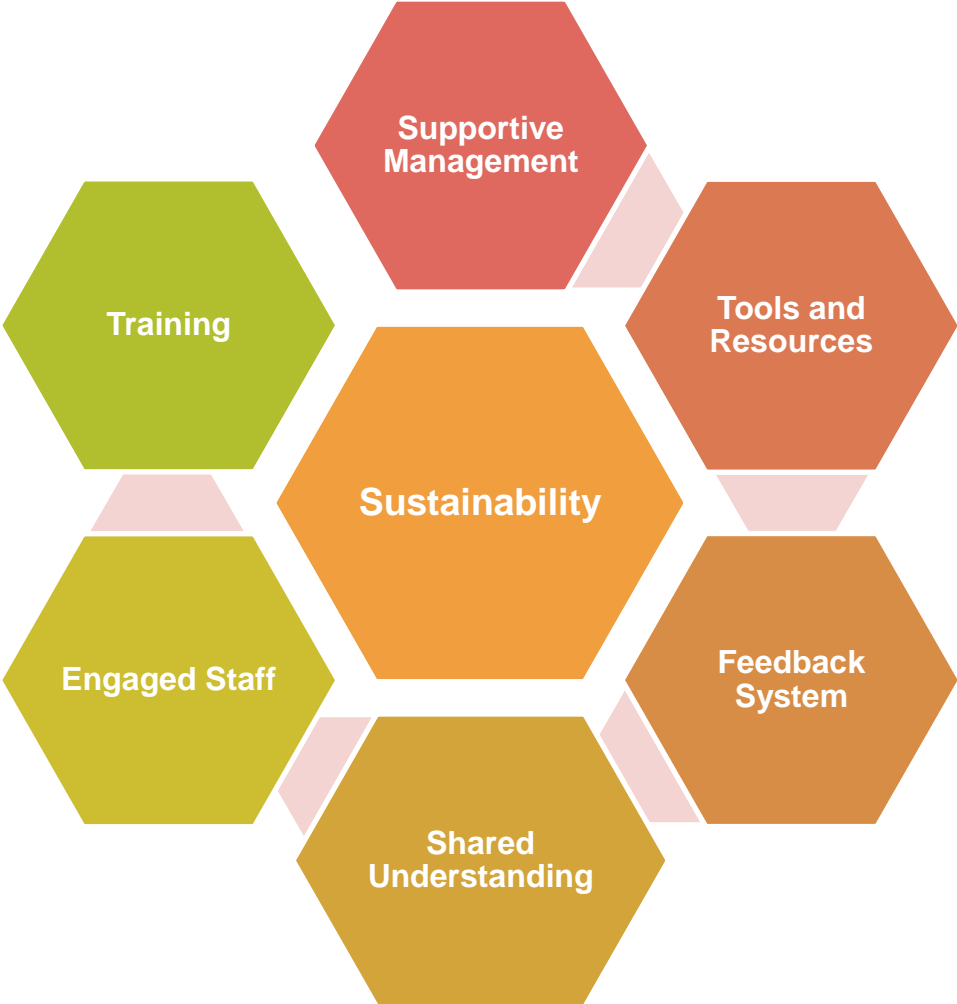 Supportive
Management
Tools and
Resources
Training
Sustainability
Feedback
System
Engaged Staff
Shared
Understanding